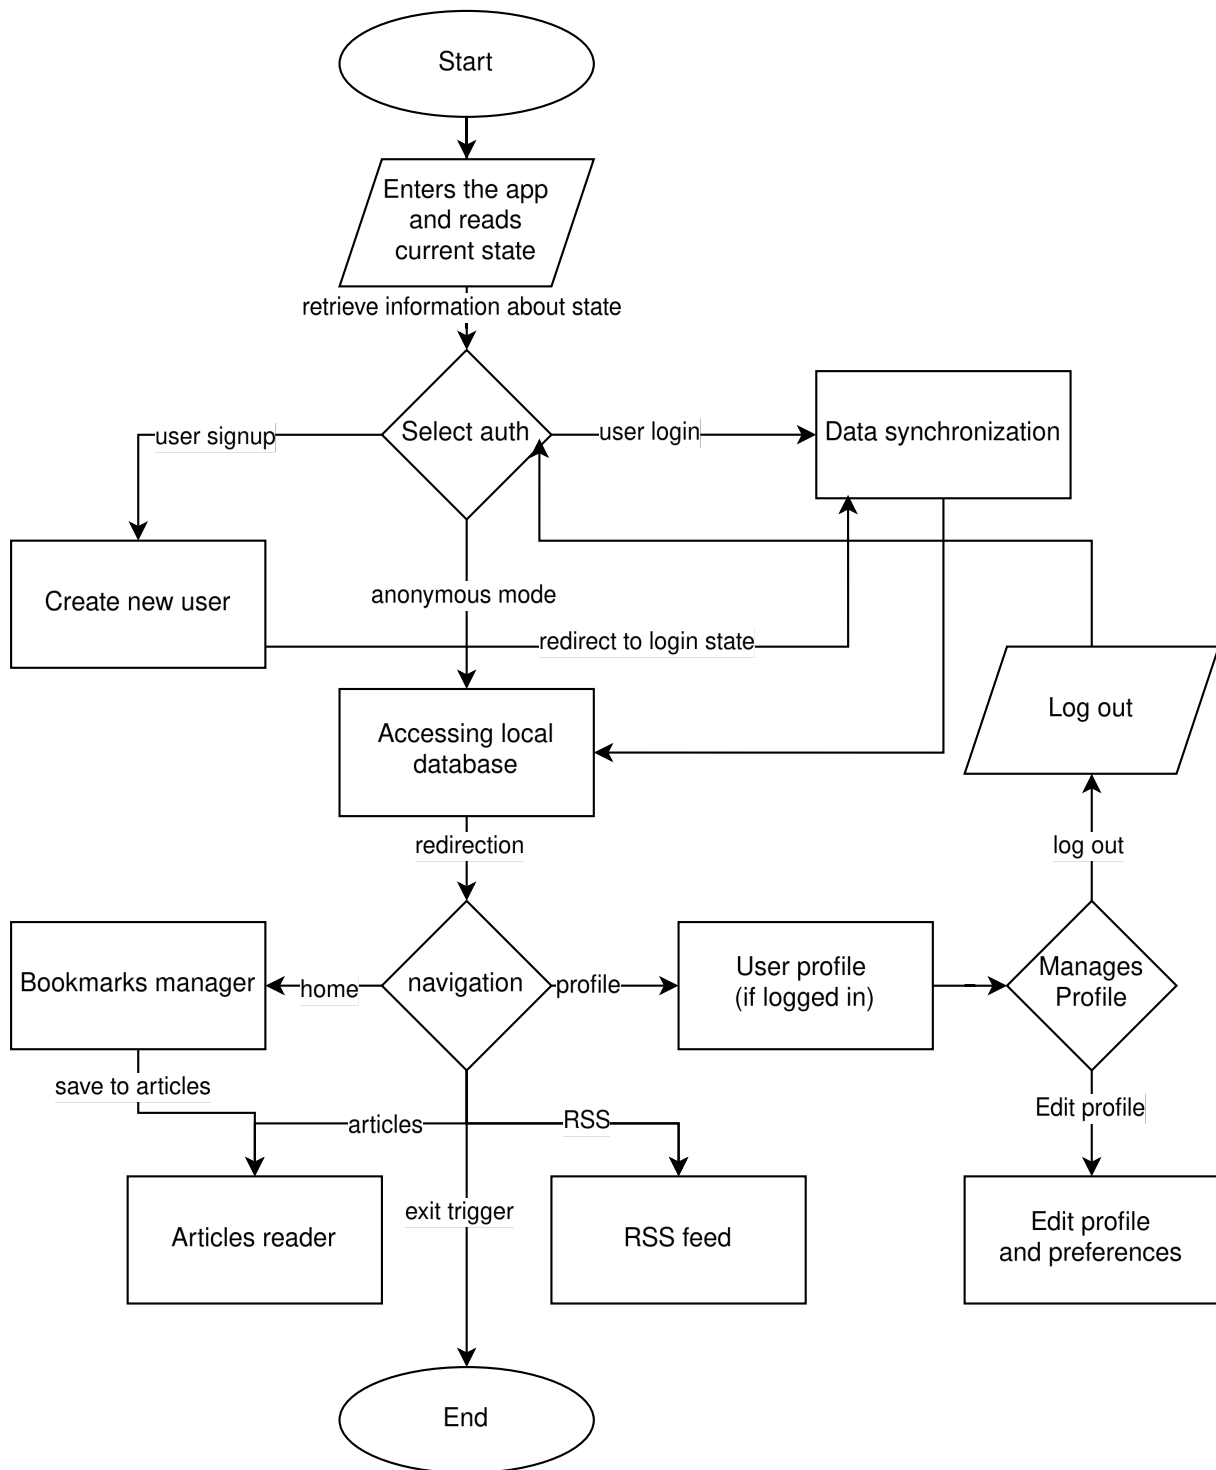 Start
Enters the app
and reads
current state
retrieve information about state
Select auth
user signup
user login
Data synchronization
Create new user
anonymous mode
redirect to login state
Accessing local
database
Log out
redirection
log out
Bookmarks manager
home
navigation
profile
User profile
(if logged in)
Manages
Profile
save to articles
articles
RSS
Edit profile
exit trigger
Articles reader
RSS feed
Edit profile
and preferences
End